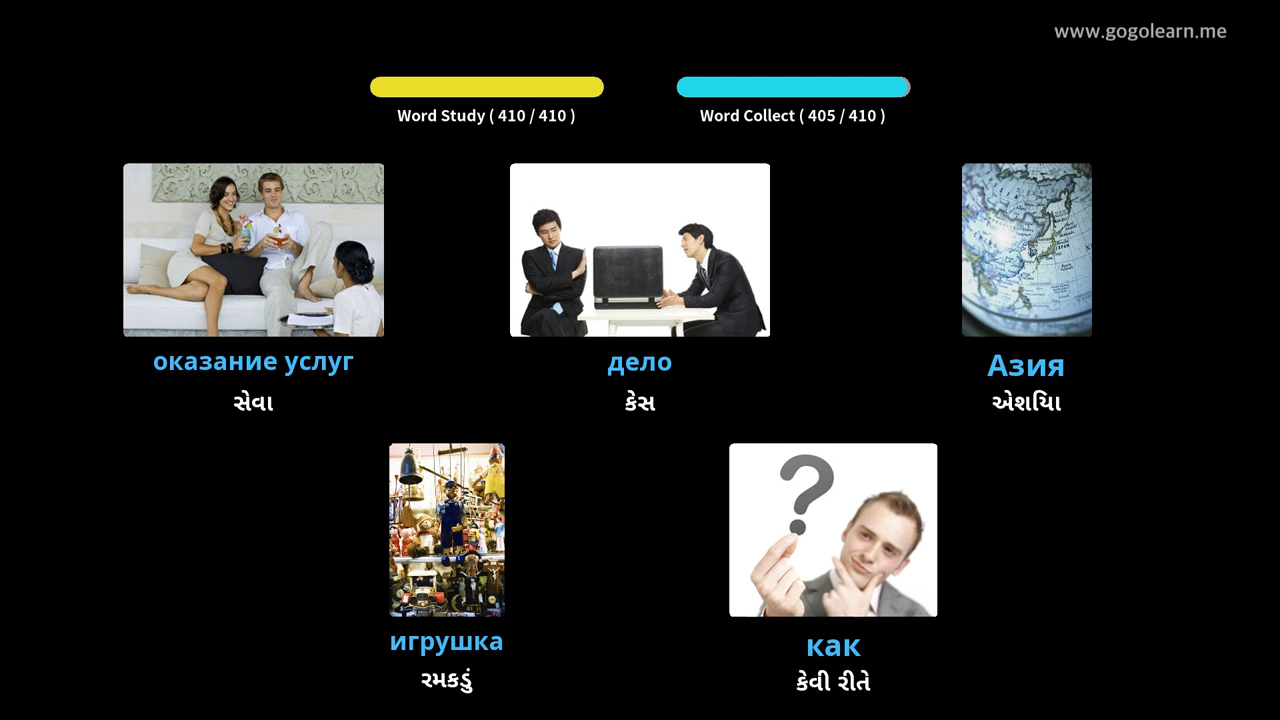 www.gogolearn.me
Word Study ( 410 / 410 )
Word Collect ( 405 / 410 )
оказание услуг
સેવા
дело
કેસ
Азия
એશિયા
игрушка
રમકડું
как
કેવી રીતે